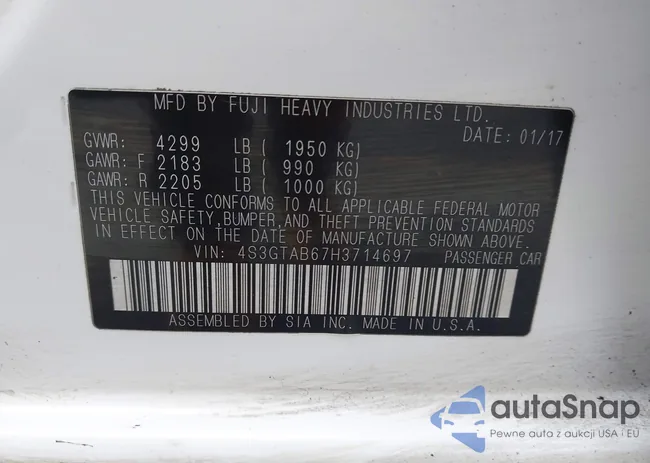 MFD BY FUJI HEAVY INDUSTRIES LTD.
DATE: 01/17
GVWR: 4299 LB ( 1950 KG)
GAWR: F 2183 LB ( 990 KG)
GAWR: R 2205 LB ( 1000 KG)
THIS VEHICLE CONFORMS TO ALL APPLICABLE FEDERAL MOTOR
VEHICLE SAFETY, BUMPER, AND THEFT PREVENTION STANDARDS
IN EFFECT ON THE DATE OF MANUFACTURE SHOWN ABOVE.
VIN: 4S3GTAB67H3714697 PASSENGER CAR
ASSEMBLED BY SIA INC. MADE IN U.S.A.
autaSnap
Pewne auta z aukcji USA i EU